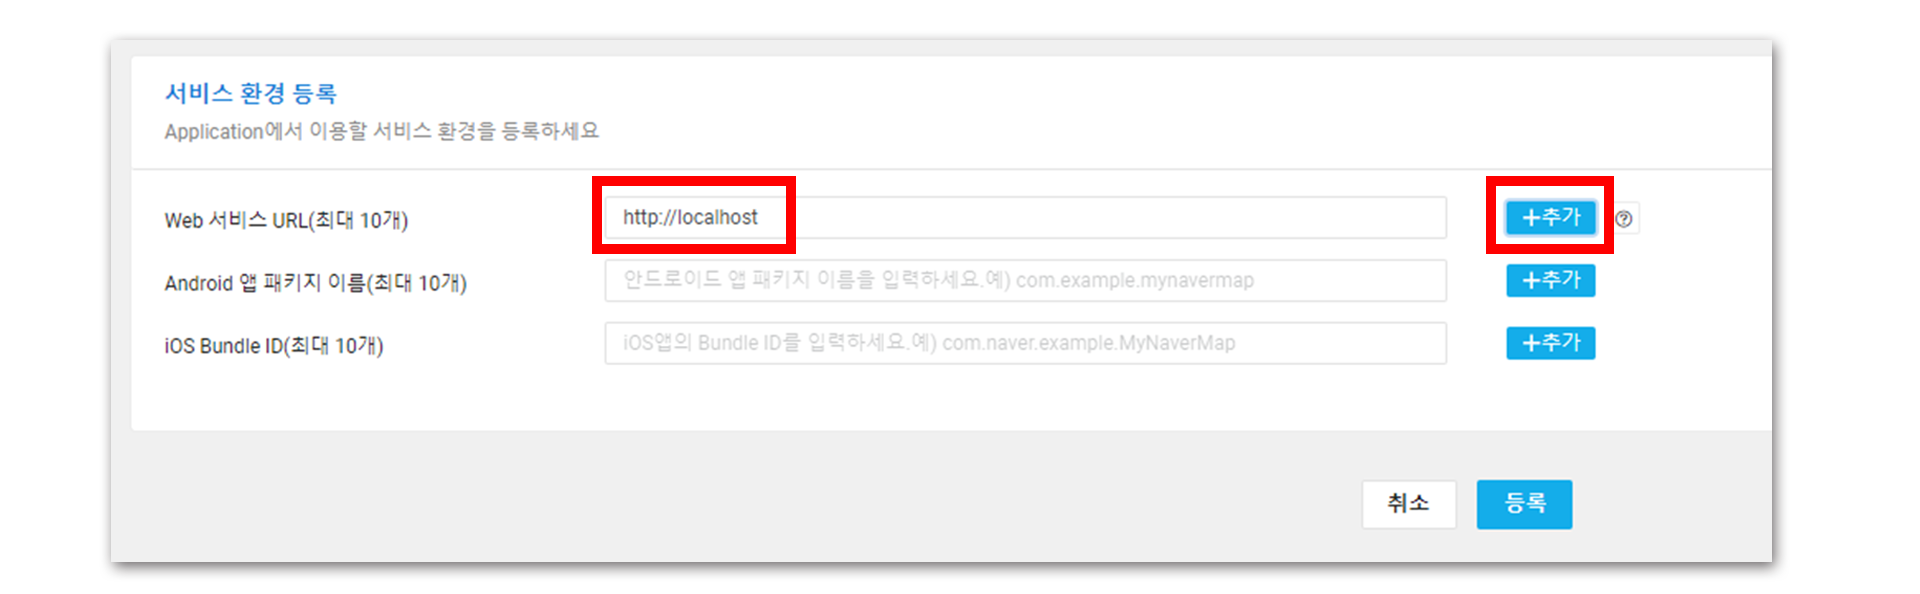 서비스 환경 등록
Application에서 이용할 서비스 환경을 등록하세요
Web 서비스 URL(최대 10개)
http://localhost
+추가
?
Android 앱 패키지 이름(최대 10개)
안드로이드 앱 패키지 이름을 입력하세요.예) com.example.mynavermap
+추가
iOS Bundle ID(최대 10개)
iOS앱의 Bundle ID를 입력하세요.예) com.naver.example.MyNaverMap
+추가
취소
등록